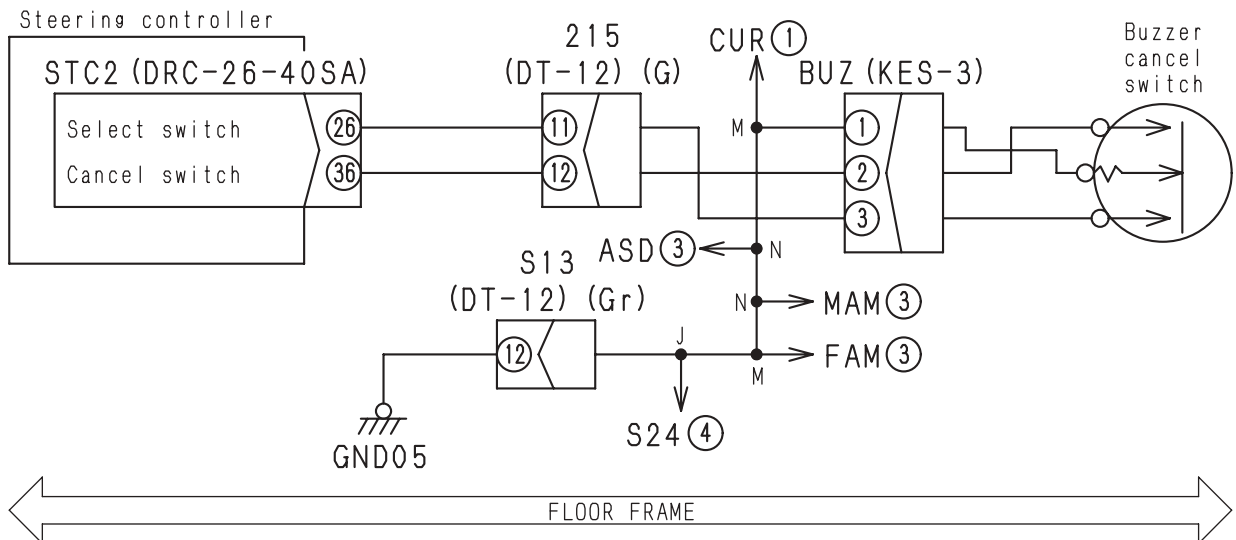 Steering controller
STC2 (DRC-26-40SA)
Select switch 26
Cancel switch 36
215
(DT-12) (G)
11
12
CUR 1
M
BUZ (KES-3)
1
2
3
Buzzer
cancel
switch
ASD 3
N
S13
(DT-12) (Gr)
12
N
MAM 3
J
M
FAM 3
S24 4
GND05
FLOOR FRAME